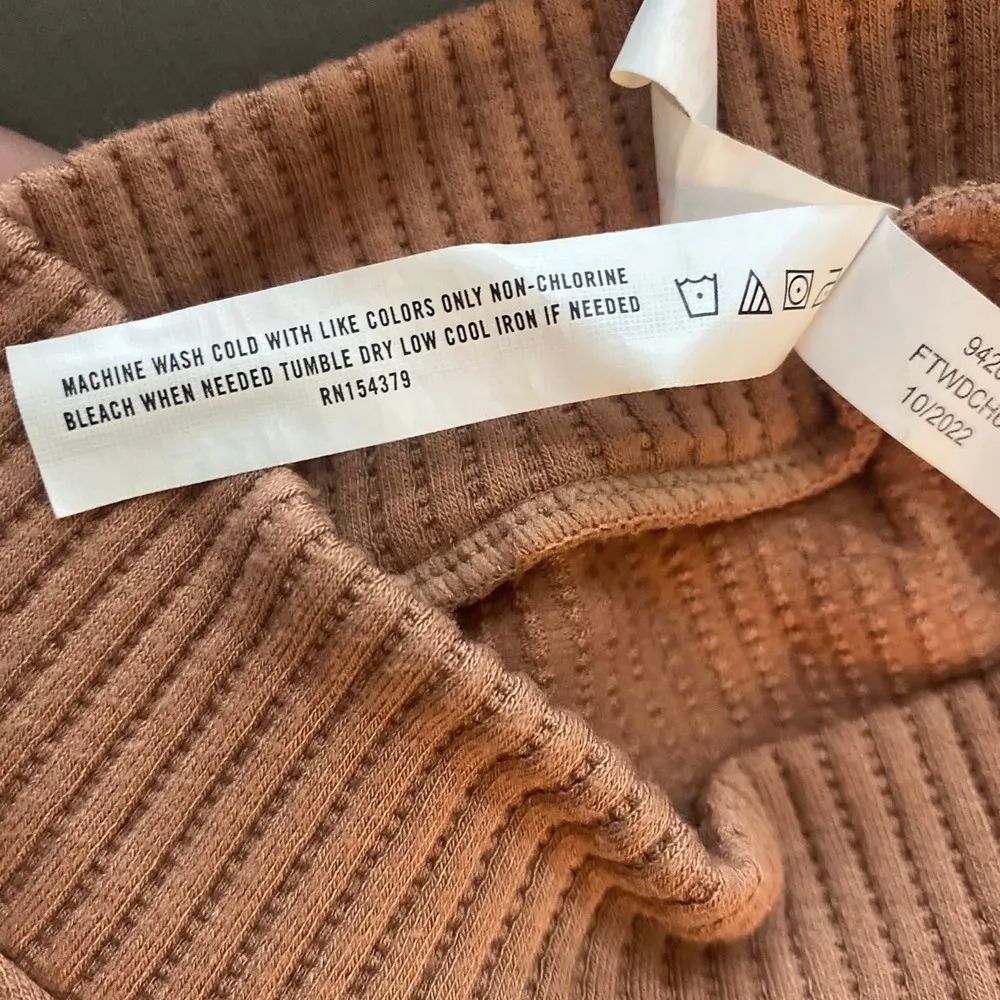 MACHINE WASH COLD WITH LIKE COLORS ONLY NON-CHLORINE
BLEACH WHEN NEEDED TUMBLE DRY LOW COOL IRON IF NEEDED
RN154379
10/2022